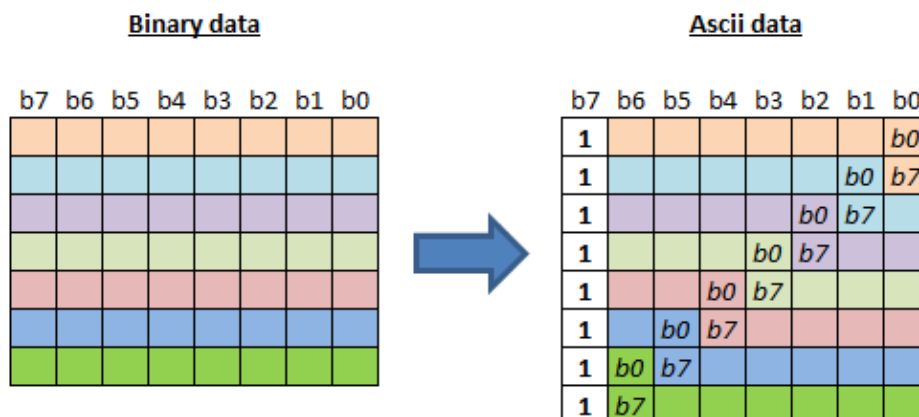 Binary data Ascii data
b7 b6 b5 b4 b3 b2 b1 b0 b7 b6 b5 b4 b3 b2 b1 b0
1 b0
1 b0 b7
1 b0 b7
1 b0 b7
1 b0 b7
1 b0 b7
1 b0 b7
1 b7